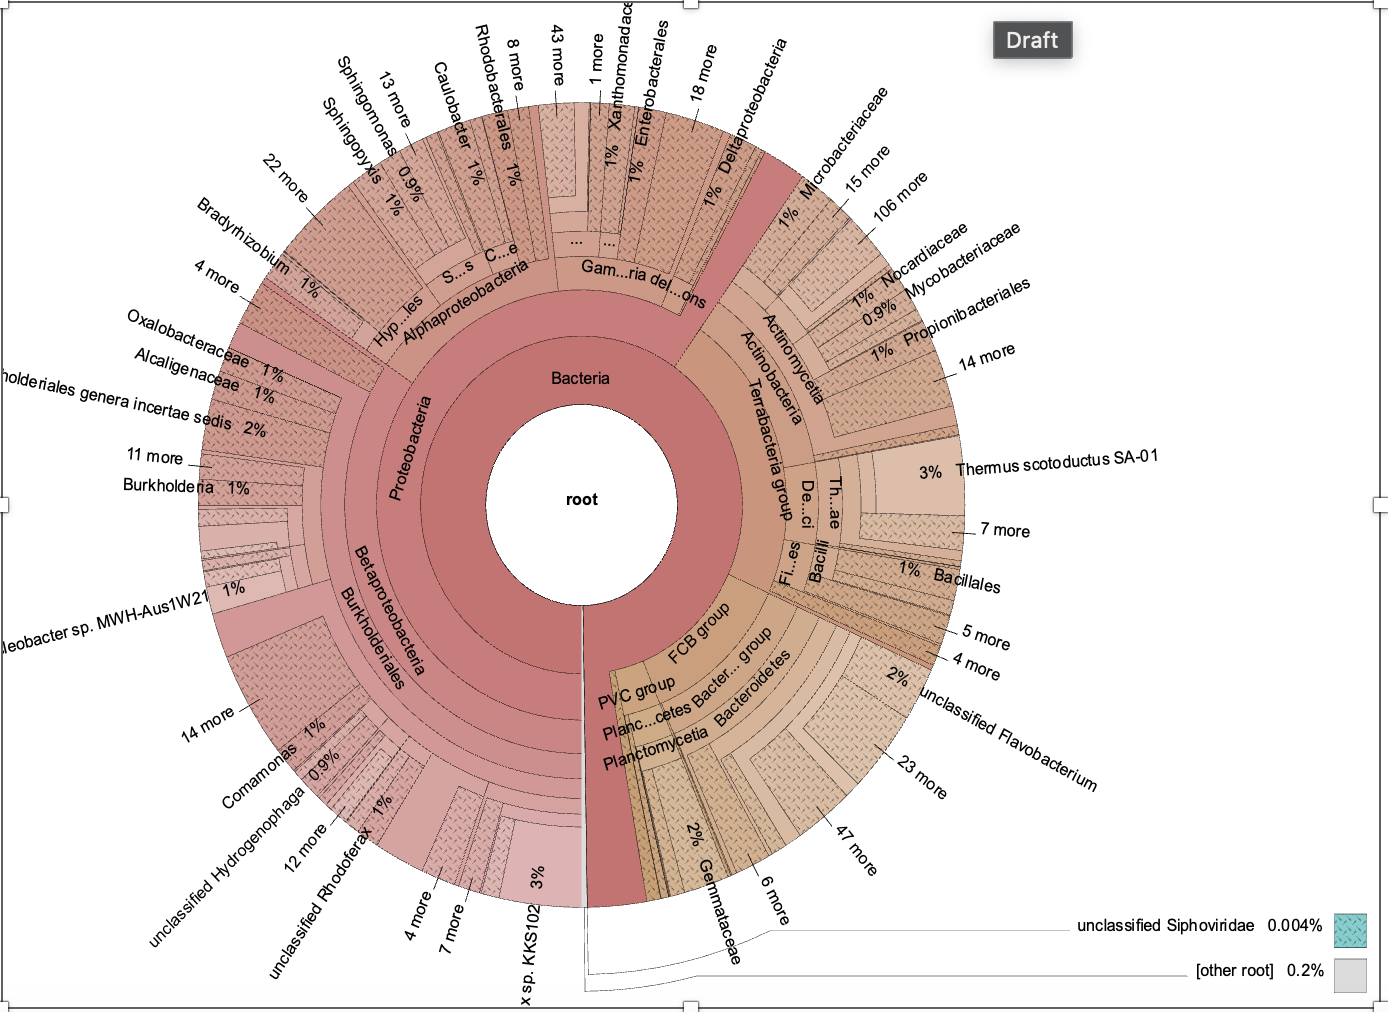 Draft
43 more
1 more
Xanthomonadace
Enterobacterales
18 more
Deltaproteobacteria
8 more
Rhodobacterales
Caulobacter
13 more
Sphingomonas
Sphingopyxis
22 more
Bradyrhizobium
4 more
Oxalobacteraceae
Alcaligenaceae
holderiales genera incertae sedis
11 more
Burkholderia
leobacter sp. MWH-Aus1W21
14 more
Comamonas
unclassified Hydrogenophaga
12 more
unclassified Rhodoferax
4 more
7 more
x sp. KKS102
Microbacteriaceae
15 more
106 more
Nocardiaceae
Mycobacteriaceae
Propionibacteriales
14 more
Thermus scotoductus SA-01
7 more
Bacillales
5 more
4 more
unclassified Flavobacterium
23 more
47 more
6 more
Gemmataceae
1%
1%
1%
1%
1%
0.9%
1%
1%
1%
1%
2%
1%
1%
1%
0.9%
1%
3%
1%
1%
0.9%
1%
3%
1%
2%
2%
...
...
Gam...ria
del...ons
S...s
C...e
Hyp...les
Alphaproteobacteria
Actinomycetia
Actinobacteria
Terrabacteria group
De...ci
Th...ae
Fi...es
Bacilli
Bacteria
Proteobacteria
Betaproteobacteria
Burkholderiales
root
FCB group
Bacter... group
Bacteroidetes
PVC group
Planc...cetes
Planctomycetia
unclassified Siphoviridae 0.004%
[other root] 0.2%